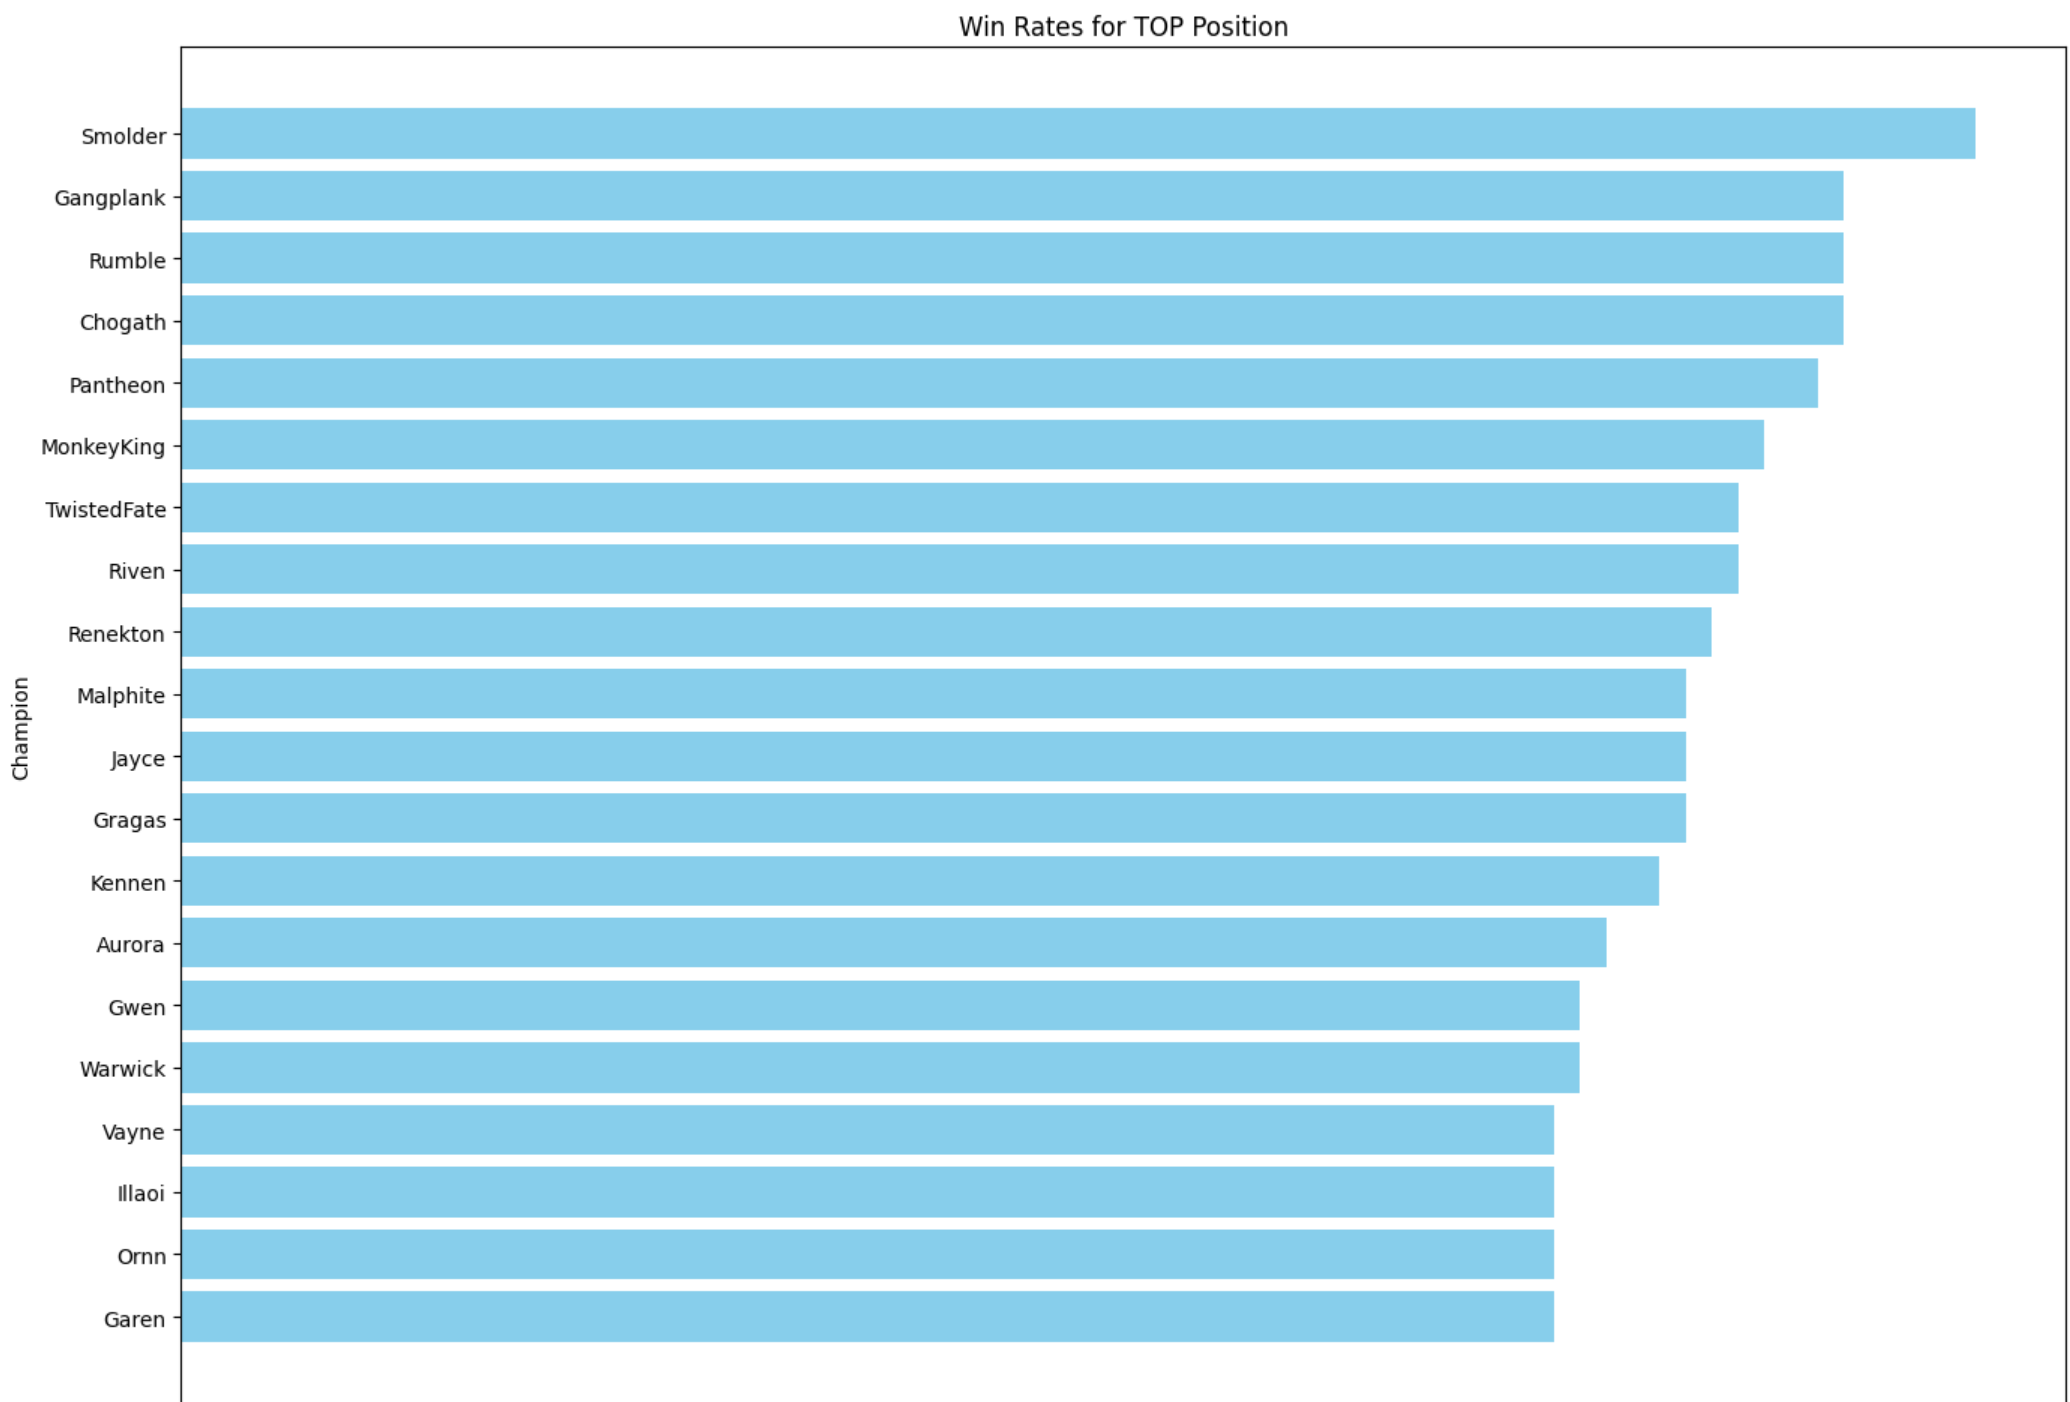 Win Rates for TOP Position
Smolder
Gangplank
Rumble
Chogath
Pantheon
MonkeyKing
TwistedFate
Riven
Renekton
Malphite
Champion
Jayce
Gragas
Kennen
Aurora
Gwen
Warwick
Vayne
Illaoi
Ornn
Garen